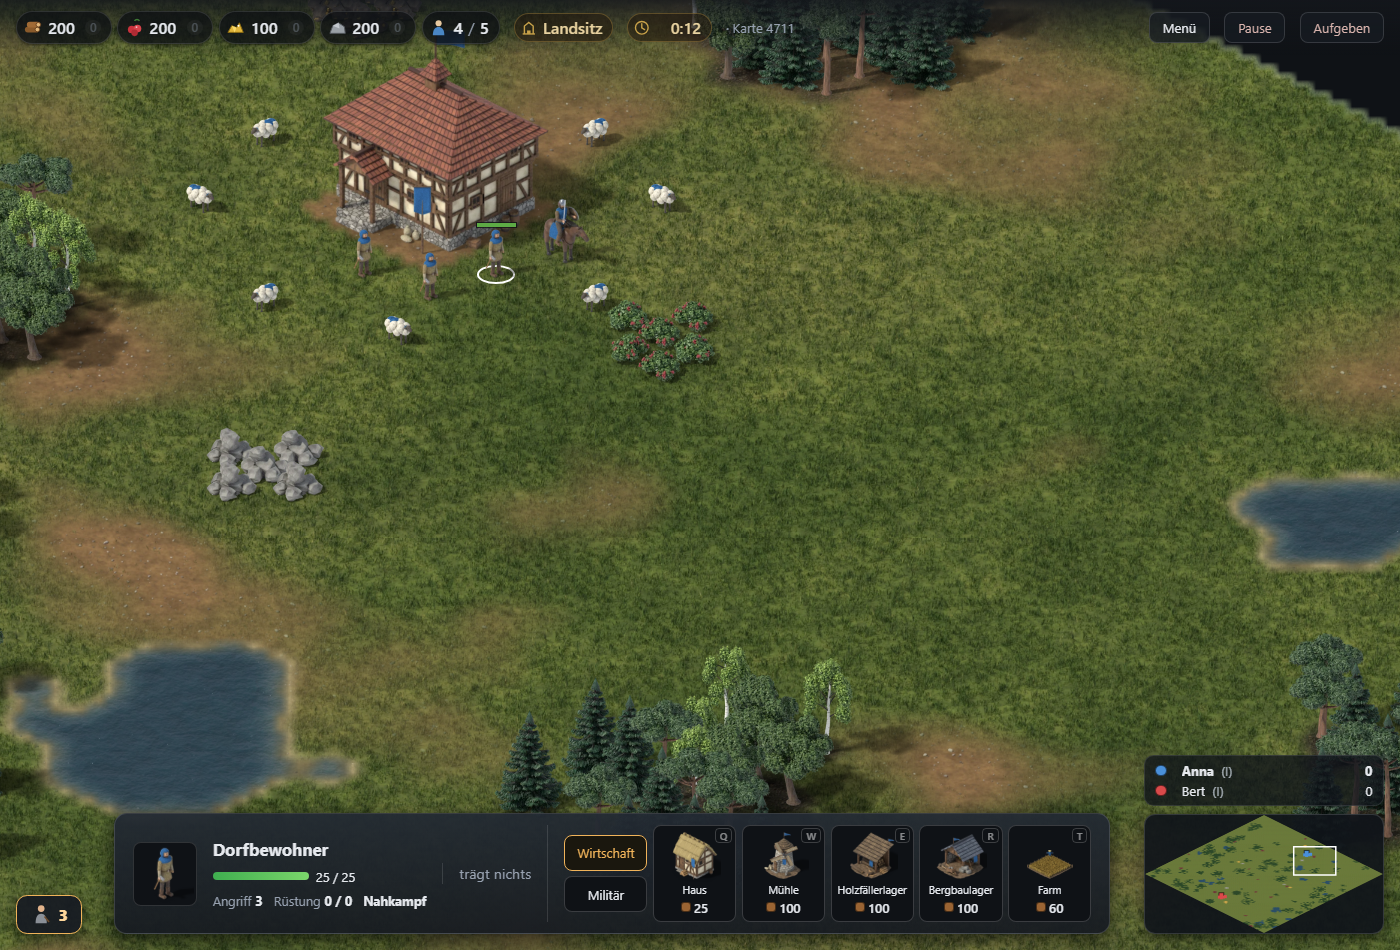 200 0 200 0 100 0 200 0 4 / 5 Landsitz 0:12 · Karte 4711 Menü Pause Aufgeben
Anna (I) 0
Bert (I) 0
Dorfbewohner
25 / 25
Angriff 3 Rüstung 0 / 0 Nahkampf
trägt nichts
Wirtschaft
Militär
Q
Haus
25
W
Mühle
100
E
Holzfällerlager
100
R
Bergbaulager
100
T
Farm
60
3